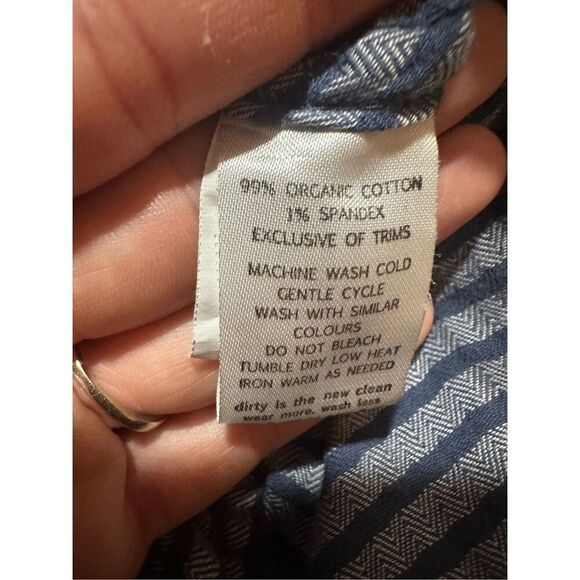 99% ORGANIC COTTON
1% SPANDEX
EXCLUSIVE OF TRIMS
MACHINE WASH COLD
GENTLE CYCLE
WASH WITH SIMILAR
COLOURS
DO NOT BLEACH
TUMBLE DRY LOW HEAT
IRON WARM AS NEEDED
dirty is the new clean
wear more. wash less